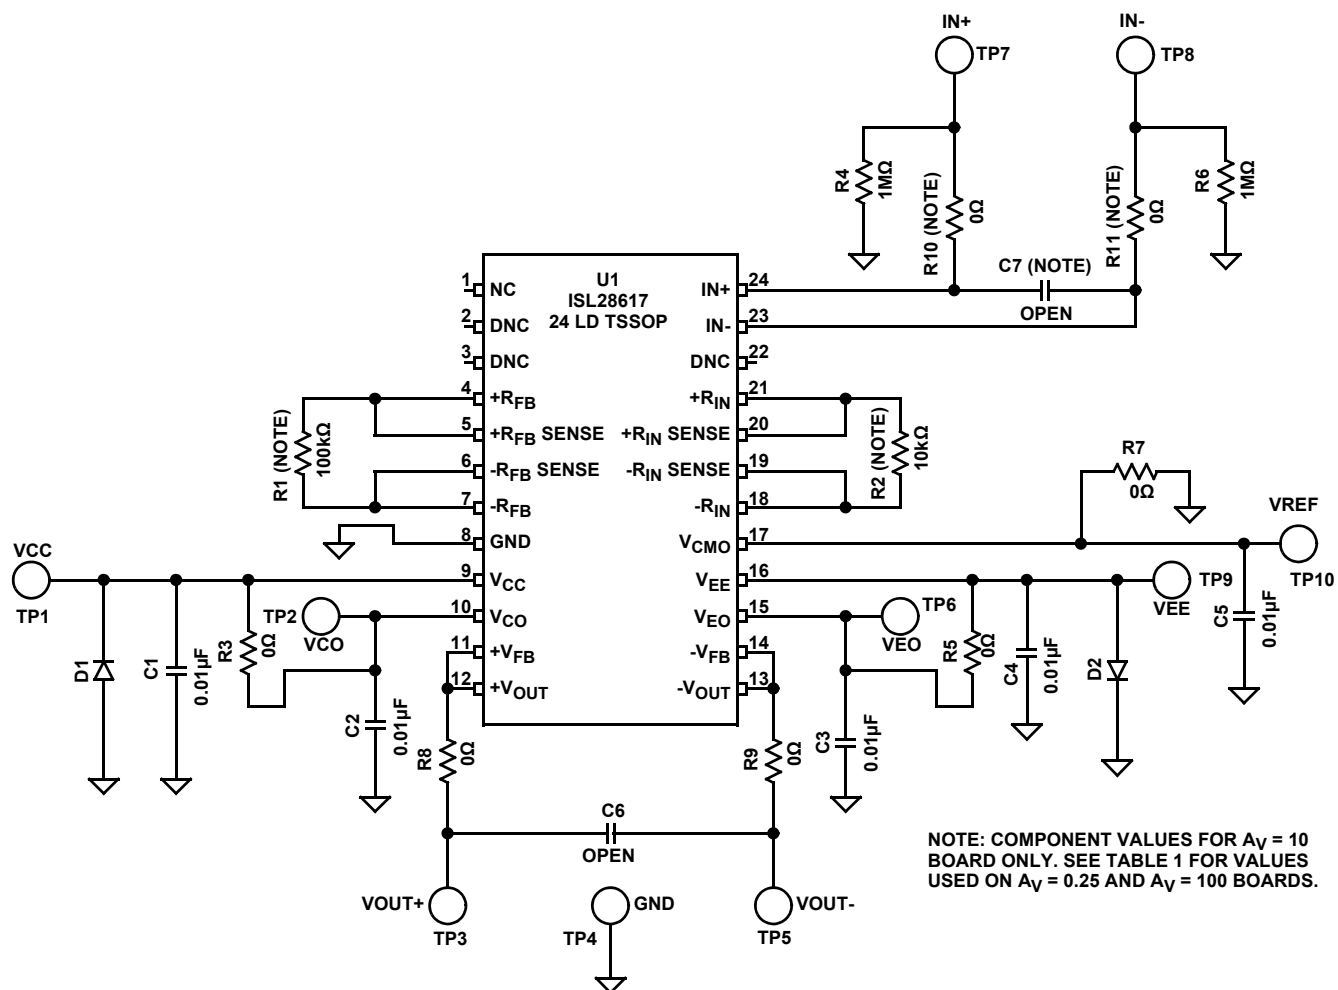 IN+
IN-
TP7
TP8
R4
1MΩ
R10 (NOTE)
0Ω
R11 (NOTE)
0Ω
R6
1MΩ
C7 (NOTE)
OPEN
U1
ISL28617
24 LD TSSOP
1 NC
2 DNC
3 DNC
4 +RFB
5 +RFB SENSE
6 -RFB SENSE
7 -RFB
8 GND
9 VCC
10 VCO
11 +VFB
12 +VOUT
IN+ 24
IN- 23
DNC 22
+RIN 21
+RIN SENSE 20
-RIN SENSE 19
-RIN 18
VCMO 17
VEE 16
VEO 15
-VFB 14
-VOUT 13
R1 (NOTE)
100kΩ
R2 (NOTE)
10kΩ
R7
0Ω
VREF
TP10
VCC
TP1
TP2
VCO
TP6
VEO
TP9
VEE
D1
C1
0.01µF
R3
0Ω
C2
0.01µF
R8
0Ω
R9
0Ω
C3
0.01µF
R5
0Ω
C4
0.01µF
D2
C5
0.01µF
C6
OPEN
VOUT+
TP3
GND
TP4
VOUT-
TP5
NOTE: COMPONENT VALUES FOR AV = 10
BOARD ONLY. SEE TABLE 1 FOR VALUES
USED ON AV = 0.25 AND AV = 100 BOARDS.